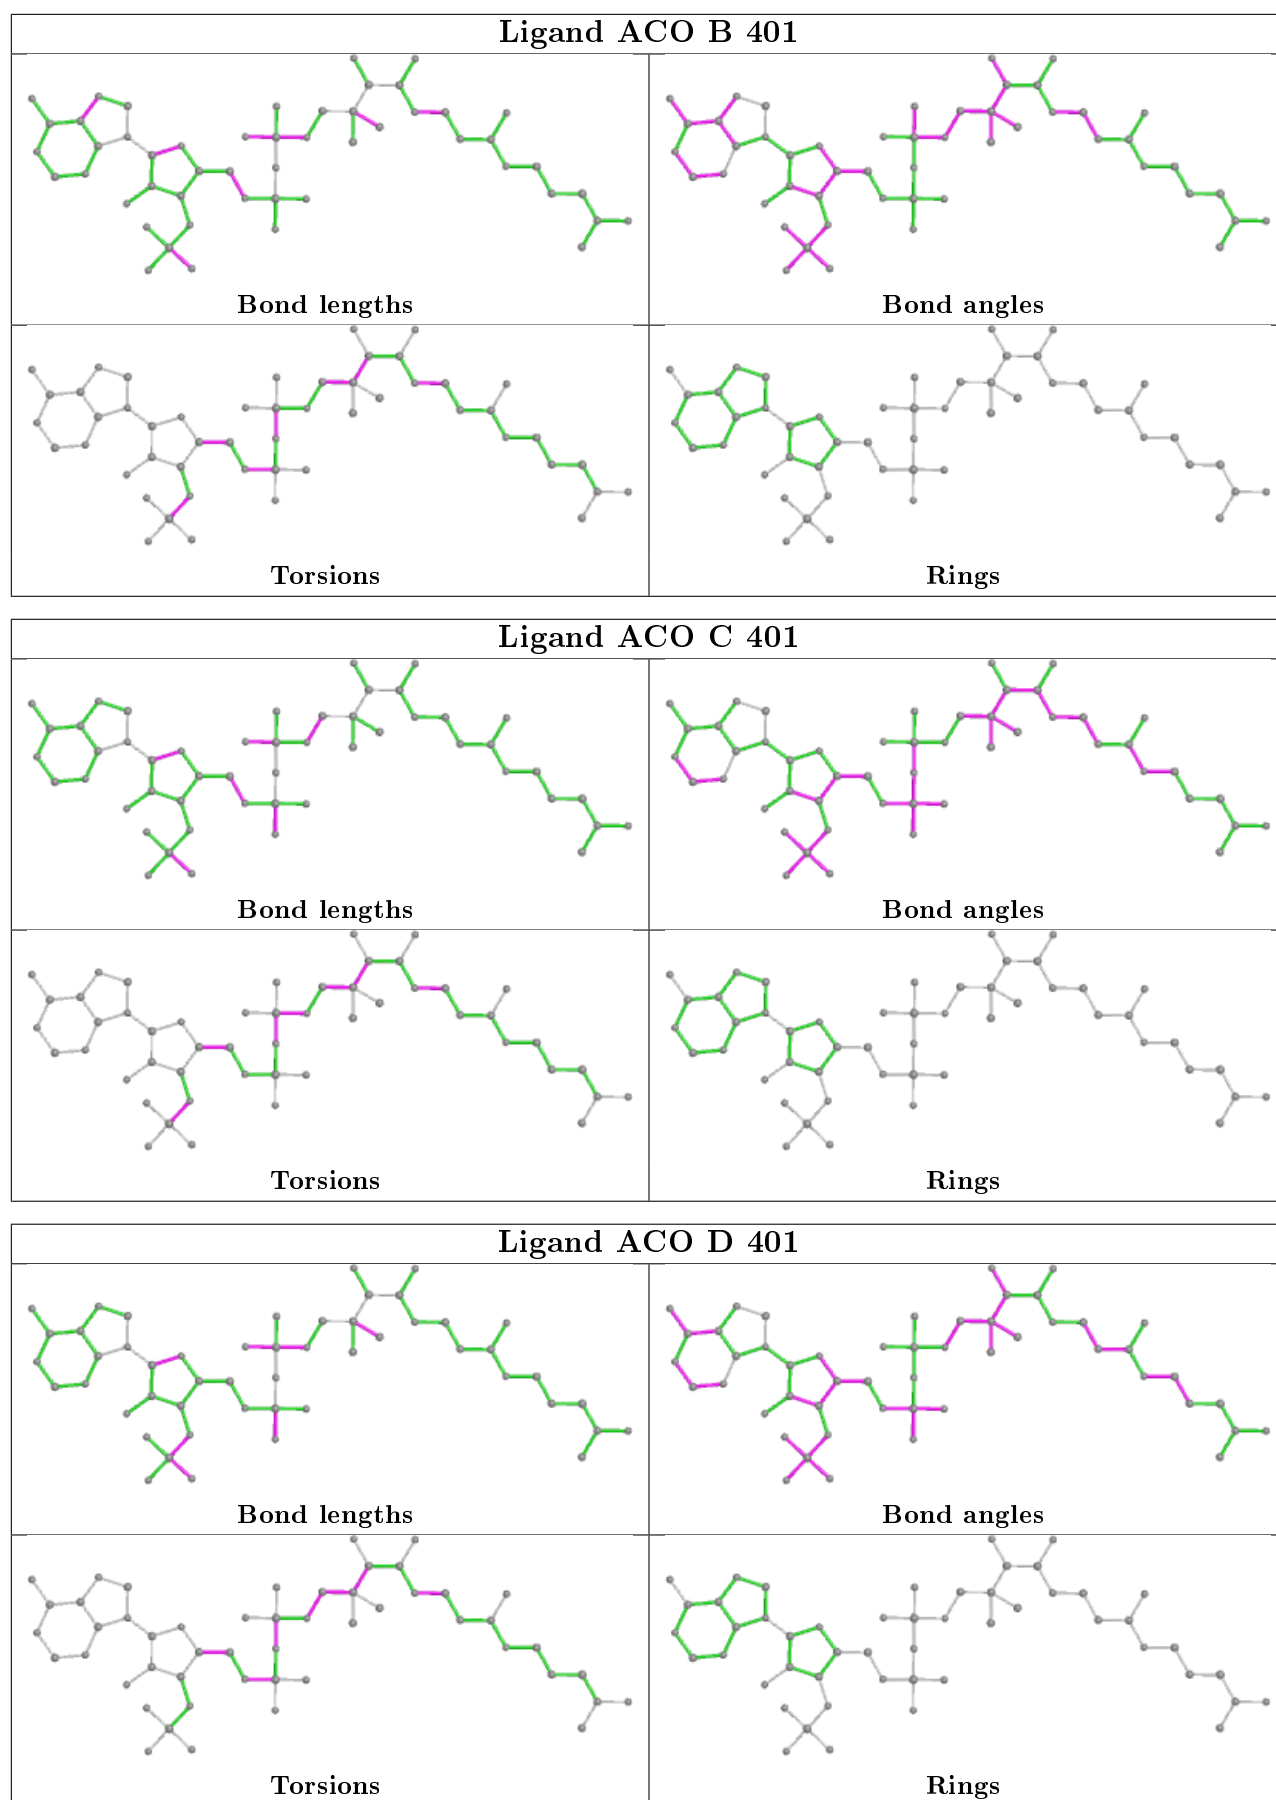 Ligand ACO B 401
Bond lengths
Bond angles
Torsions
Rings
Ligand ACO C 401
Bond lengths
Bond angles
Torsions
Rings
Ligand ACO D 401
Bond lengths
Bond angles
Torsions
Rings